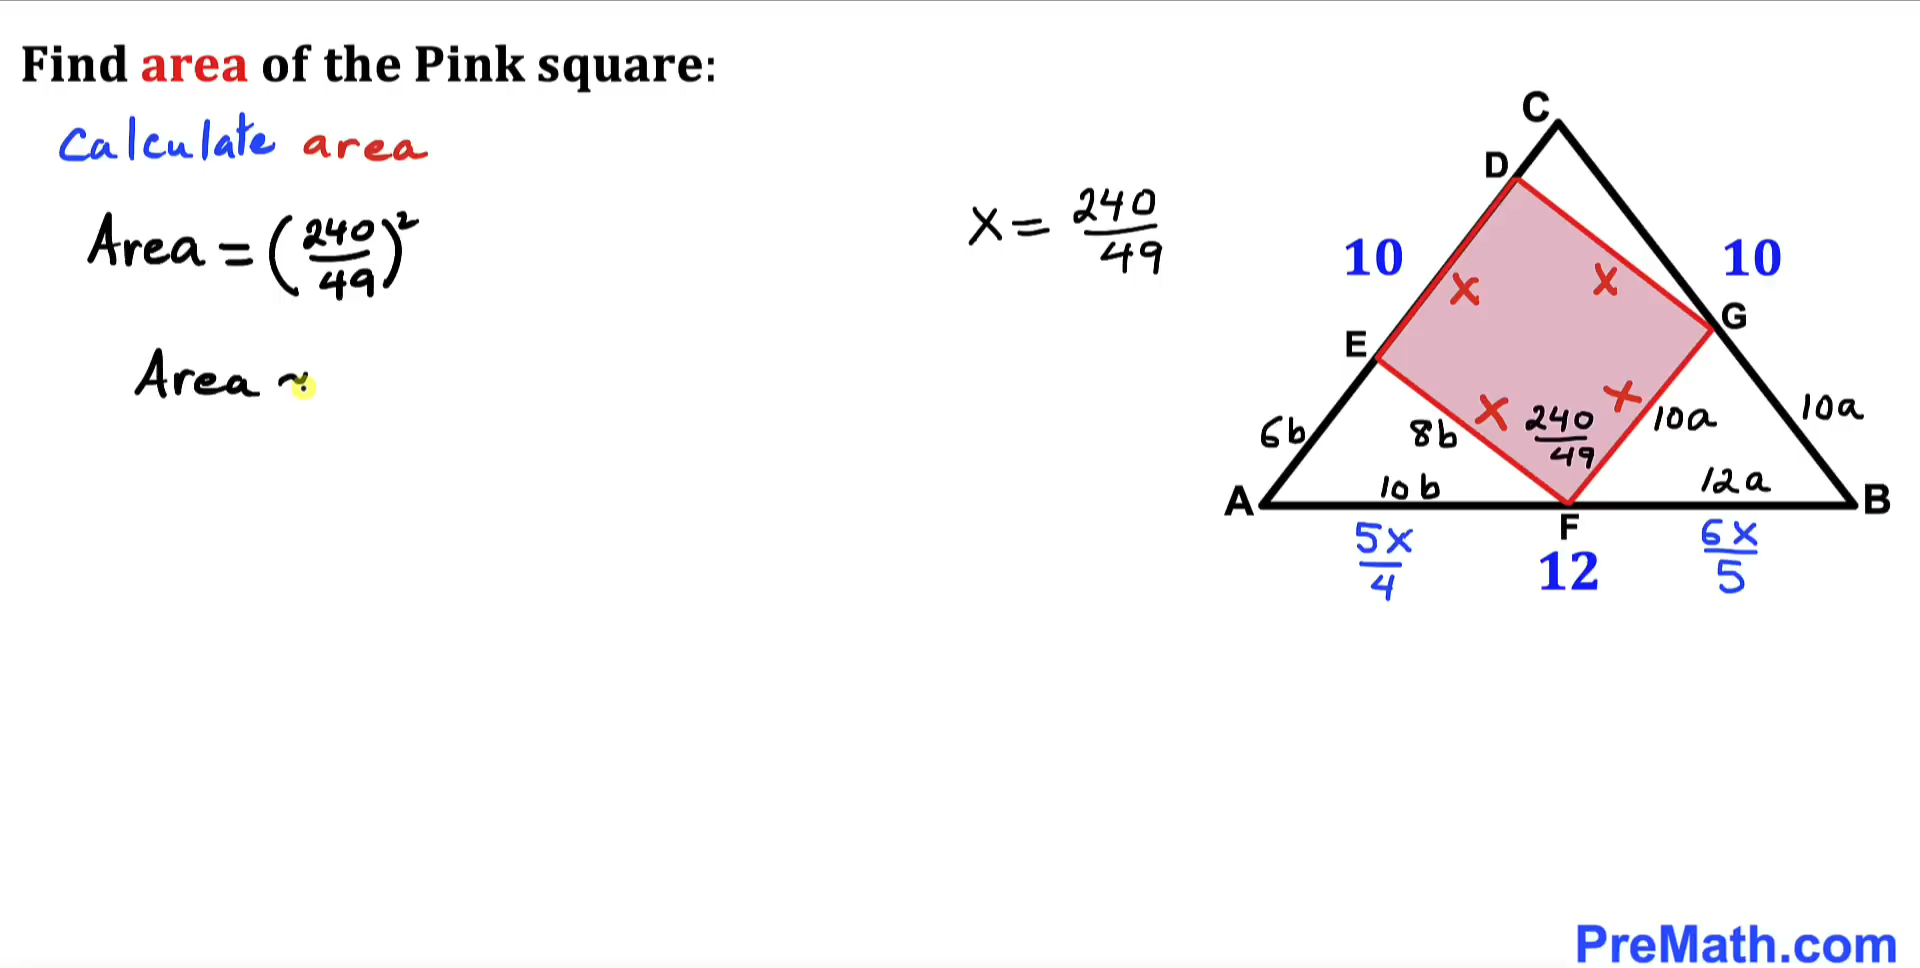 Find area of the Pink square:
Calculate area
Area = (240/49)²
Area ~
X = 240/49
C
D
10
10
X
X
G
E
6b
8b
X
240/49
X
10a
10a
A
10b
12a
B
5X/4
F
6X/5
12
PreMath.com